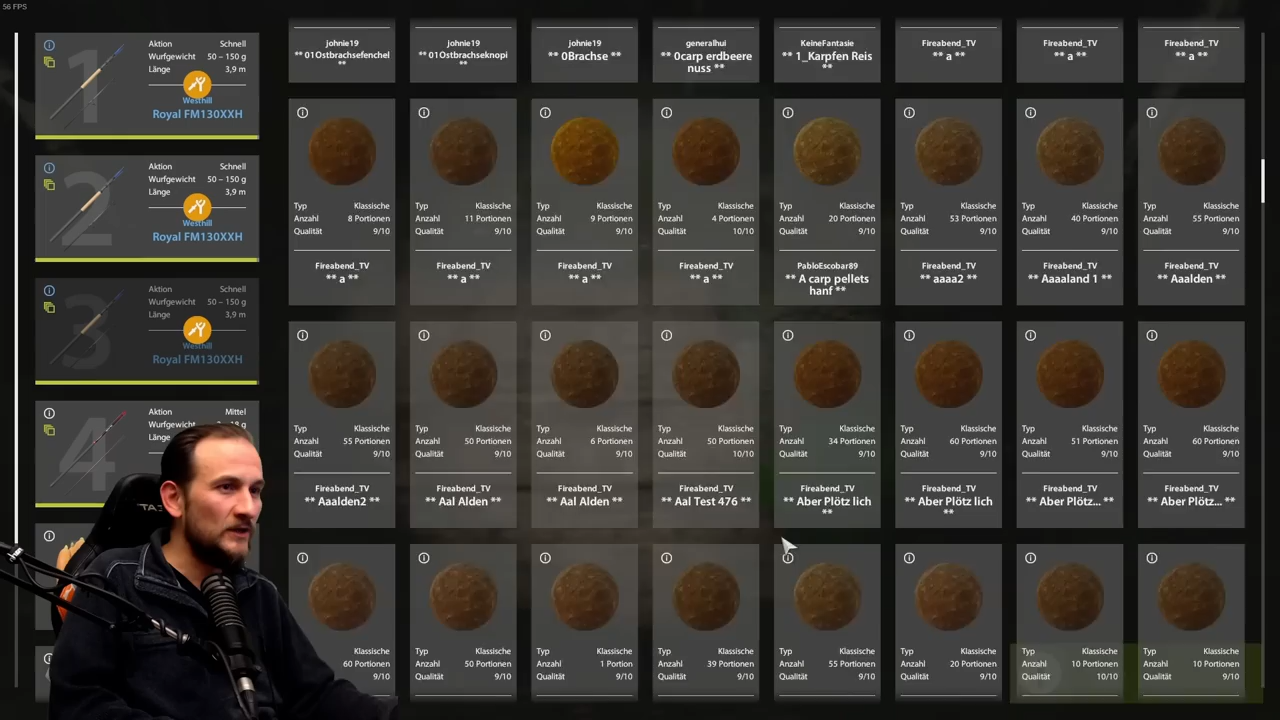 56 FPS
1
Aktion Schnell
Wurfgewicht 50 – 150 g
Länge 3,9 m
Westhill
Royal FM130XXH
2
Aktion Schnell
Wurfgewicht 50 – 150 g
Länge 3,9 m
Westhill
Royal FM130XXH
3
Aktion Schnell
Wurfgewicht 50 – 150 g
Länge 3,9 m
Westhill
Royal FM130XXH
4
Aktion Mittel
johnie19
** 01Ostbrachsefenchel
**
johnie19
** 01Ostbrachseknopi
**
johnie19
** 0Brachse **
generalhui
** 0carp erdbeere
nuss **
KeineFantasie
** 1_Karpfen Reis
**
Fireabend_TV
** a **
Fireabend_TV
** a **
Fireabend_TV
** a **
Typ Klassische
Anzahl 8 Portionen
Qualität 9/10
Fireabend_TV
** a **
Typ Klassische
Anzahl 11 Portionen
Qualität 9/10
Fireabend_TV
** a **
Typ Klassische
Anzahl 9 Portionen
Qualität 9/10
Fireabend_TV
** a **
Typ Klassische
Anzahl 4 Portionen
Qualität 10/10
Fireabend_TV
** a **
Typ Klassische
Anzahl 20 Portionen
Qualität 9/10
PabloEscobar89
** A carp pellets
hanf **
Typ Klassische
Anzahl 53 Portionen
Qualität 9/10
Fireabend_TV
** aaaa2 **
Typ Klassische
Anzahl 40 Portionen
Qualität 9/10
Fireabend_TV
** Aaaaland 1 **
Typ Klassische
Anzahl 55 Portionen
Qualität 9/10
Fireabend_TV
** Aaalden **
Typ Klassische
Anzahl 55 Portionen
Qualität 9/10
Fireabend_TV
** Aaalden2 **
Typ Klassische
Anzahl 50 Portionen
Qualität 9/10
Fireabend_TV
** Aal Alden **
Typ Klassische
Anzahl 6 Portionen
Qualität 9/10
Fireabend_TV
** Aal Alden **
Typ Klassische
Anzahl 50 Portionen
Qualität 10/10
Fireabend_TV
** Aal Test 476 **
Typ Klassische
Anzahl 34 Portionen
Qualität 9/10
Fireabend_TV
** Aber Plötz lich
**
Typ Klassische
Anzahl 60 Portionen
Qualität 9/10
Fireabend_TV
** Aber Plötz lich
**
Typ Klassische
Anzahl 51 Portionen
Qualität 9/10
Fireabend_TV
** Aber Plötz... **
Typ Klassische
Anzahl 60 Portionen
Qualität 9/10
Fireabend_TV
** Aber Plötz... **
Klassische
60 Portionen
9/10
Typ Klassische
Anzahl 50 Portionen
Qualität 9/10
Typ Klassische
Anzahl 1 Portion
Qualität 9/10
Typ Klassische
Anzahl 39 Portionen
Qualität 9/10
Typ Klassische
Anzahl 55 Portionen
Qualität 9/10
Typ Klassische
Anzahl 20 Portionen
Qualität 9/10
Typ Klassische
Anzahl 10 Portionen
Qualität 10/10
Typ Klassische
Anzahl 10 Portionen
Qualität 9/10